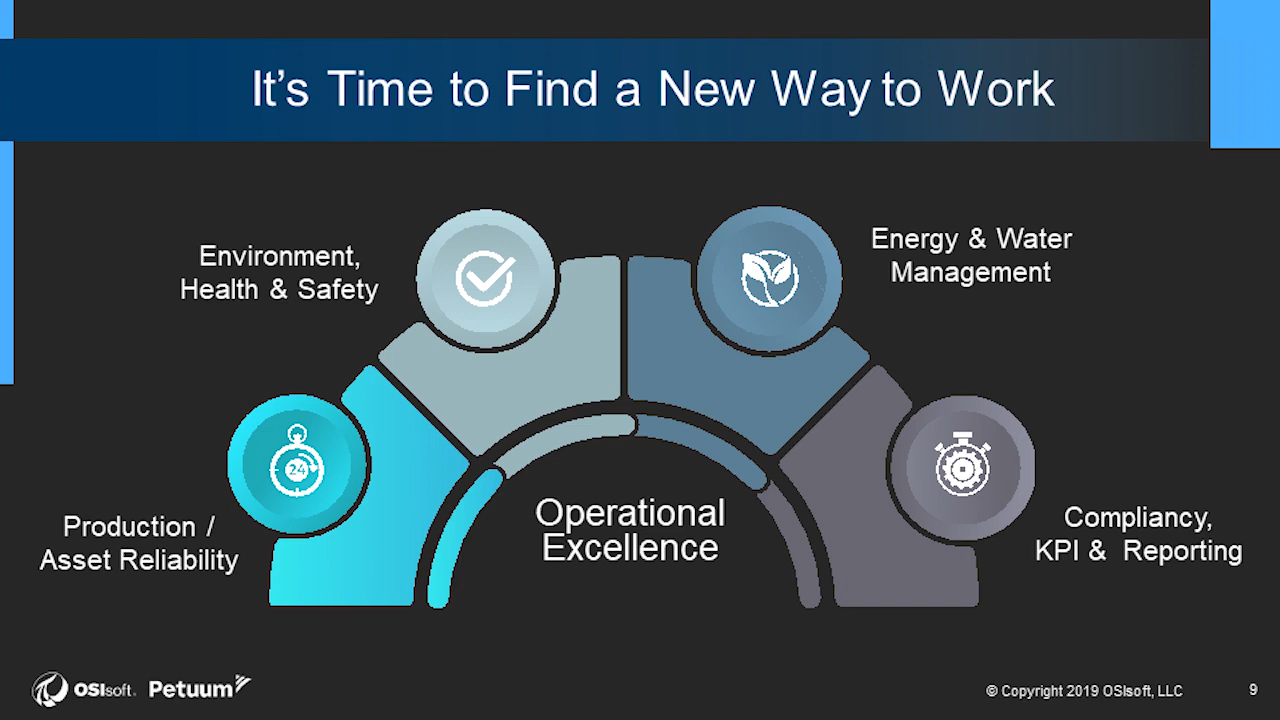 It's Time to Find a New Way to Work
Environment,
Health & Safety
Energy & Water
Management
24
Production /
Asset Reliability
Operational
Excellence
Compliancy,
KPI & Reporting
OSIsoft. Petuum
© Copyright 2019 OSIsoft, LLC
9